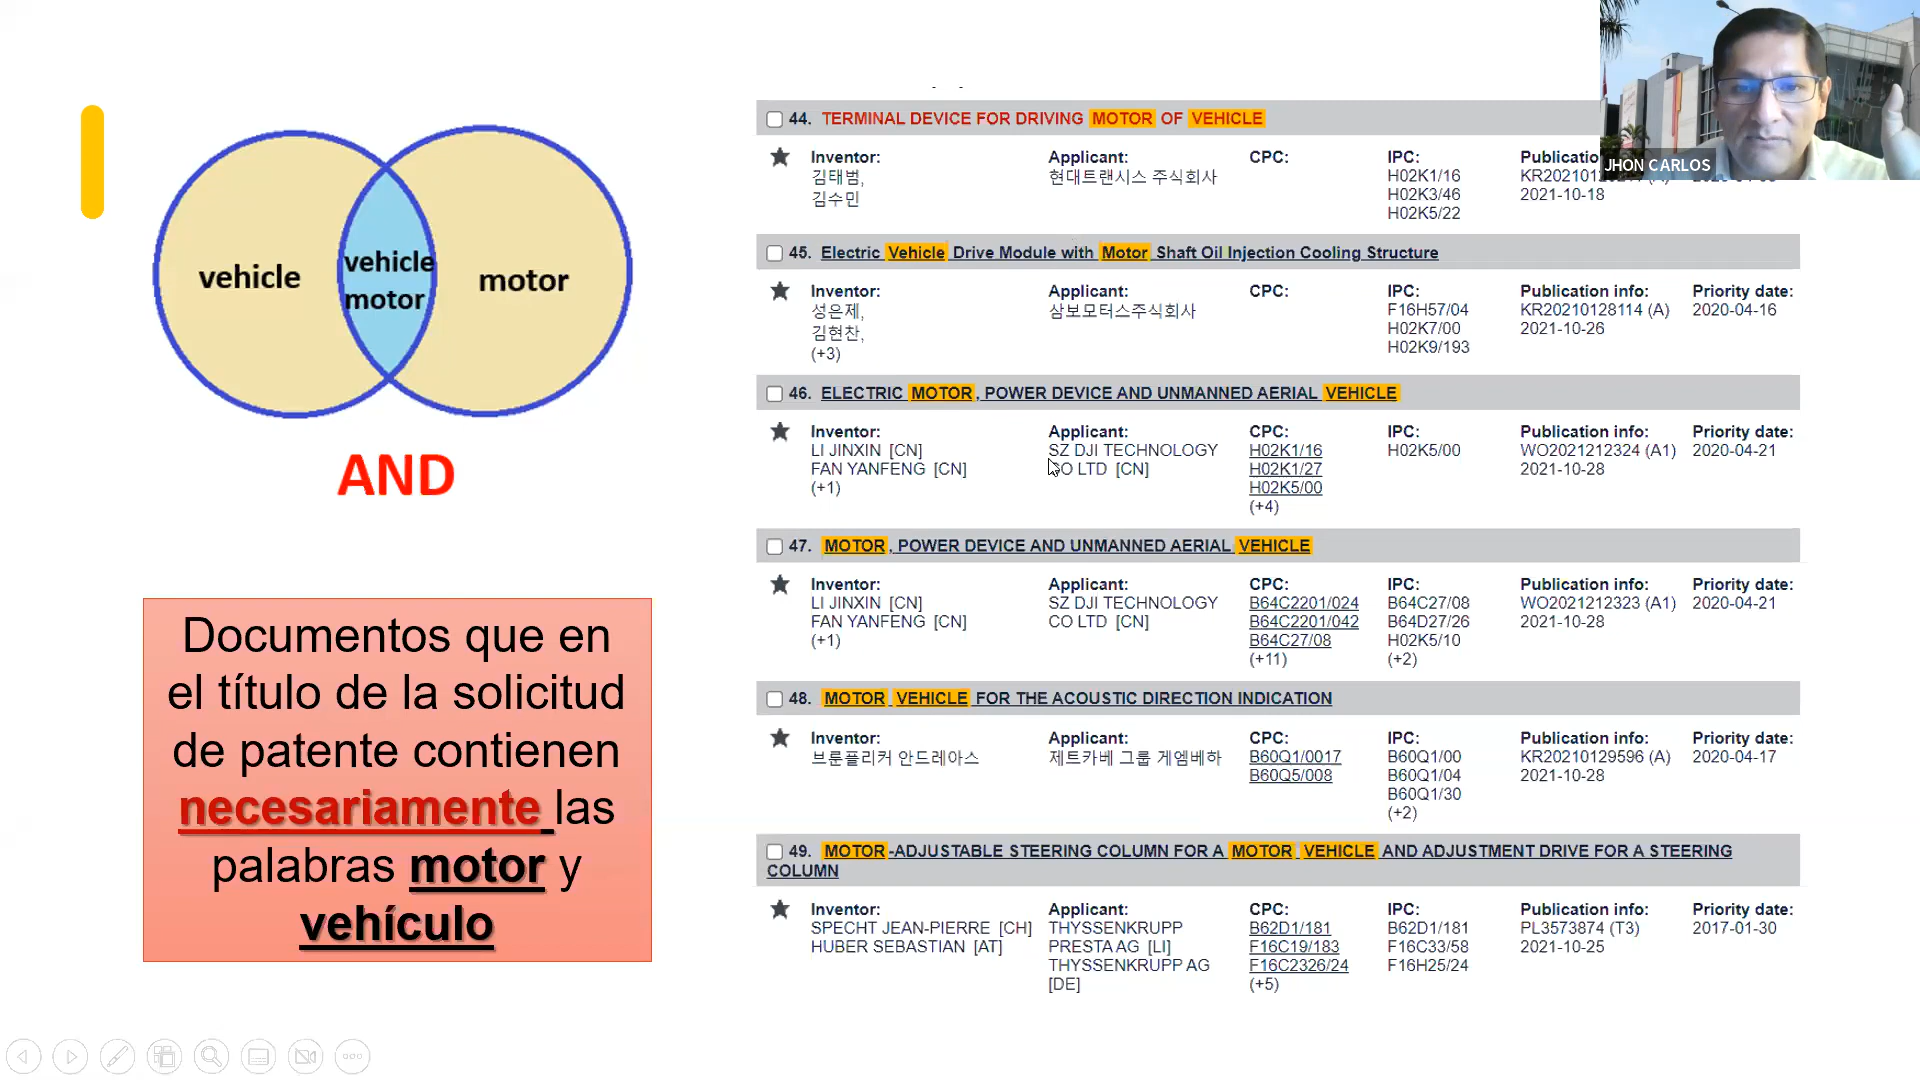 vehicle
vehicle
motor
motor
AND
Documentos que en
el título de la solicitud
de patente contienen
necesariamente las
palabras motor y
vehículo
44. TERMINAL DEVICE FOR DRIVING MOTOR OF VEHICLE
Inventor: Applicant: CPC: IPC: Publicatio
김태범, 현대트랜시스 주식회사 H02K1/16
김수민 H02K3/46 2021-10-18
H02K5/22
45. Electric Vehicle Drive Module with Motor Shaft Oil Injection Cooling Structure
Inventor: Applicant: CPC: IPC: Publication info: Priority date:
성은제, 삼보모터스주식회사 F16H57/04 KR20210128114 (A) 2020-04-16
김현찬, H02K7/00 2021-10-26
(+3) H02K9/193
46. ELECTRIC MOTOR, POWER DEVICE AND UNMANNED AERIAL VEHICLE
Inventor: Applicant: CPC: IPC: Publication info: Priority date:
LI JINXIN [CN] SZ DJI TECHNOLOGY H02K1/16 H02K5/00 WO2021212324 (A1) 2020-04-21
FAN YANFENG [CN] CO LTD [CN] H02K1/27 2021-10-28
(+1) H02K5/00
(+4)
47. MOTOR, POWER DEVICE AND UNMANNED AERIAL VEHICLE
Inventor: Applicant: CPC: IPC: Publication info: Priority date:
LI JINXIN [CN] SZ DJI TECHNOLOGY B64C2201/024 B64C27/08 WO2021212323 (A1) 2020-04-21
FAN YANFENG [CN] CO LTD [CN] B64C2201/042 B64D27/26 2021-10-28
(+1) B64C27/08 H02K5/10
(+11) (+2)
48. MOTOR VEHICLE FOR THE ACOUSTIC DIRECTION INDICATION
Inventor: Applicant: CPC: IPC: Publication info: Priority date:
브룬플리커 안드레아스 제트카베 그룹 게엠베하 B60Q1/0017 B60Q1/00 KR20210129596 (A) 2020-04-17
B60Q5/008 B60Q1/04 2021-10-28
B60Q1/30
(+2)
49. MOTOR-ADJUSTABLE STEERING COLUMN FOR A MOTOR VEHICLE AND ADJUSTMENT DRIVE FOR A STEERING
COLUMN
Inventor: Applicant: CPC: IPC: Publication info: Priority date:
SPECHT JEAN-PIERRE [CH] THYSSENKRUPP B62D1/181 B62D1/181 PL3573874 (T3) 2017-01-30
HUBER SEBASTIAN [AT] PRESTA AG [LI] F16C19/183 F16C33/58 2021-10-25
THYSSENKRUPP AG F16C2326/24 F16H25/24
[DE] (+5)
JHON CARLOS